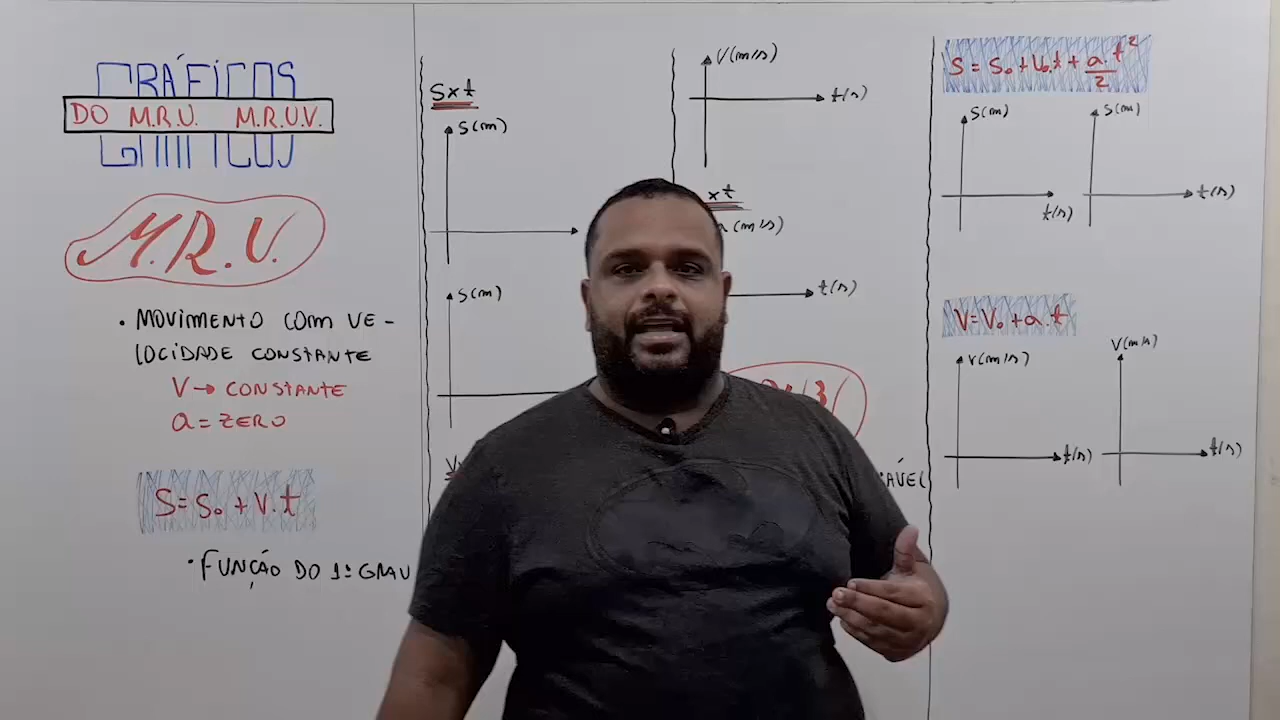 GRÁFICOS
DO M.R.U. M.R.U.V.
GRÁFICOS
M.R.U.
• MOVIMENTO COM VE-
LOCIDADE CONSTANTE
V → CONSTANTE
a = ZERO
S = S₀ + V.t
• FUNÇÃO DO 1º GRAU
S x t
S(m)
S(m)
V(m/s)
t(s)
x t
(m/s)
t(s)
S = S₀ + V₀.t + a.t²/2
S(m)
t(s)
S(m)
t(s)
V = V₀ + a.t
V(m/s)
t(s)
V(m/s)
t(s)